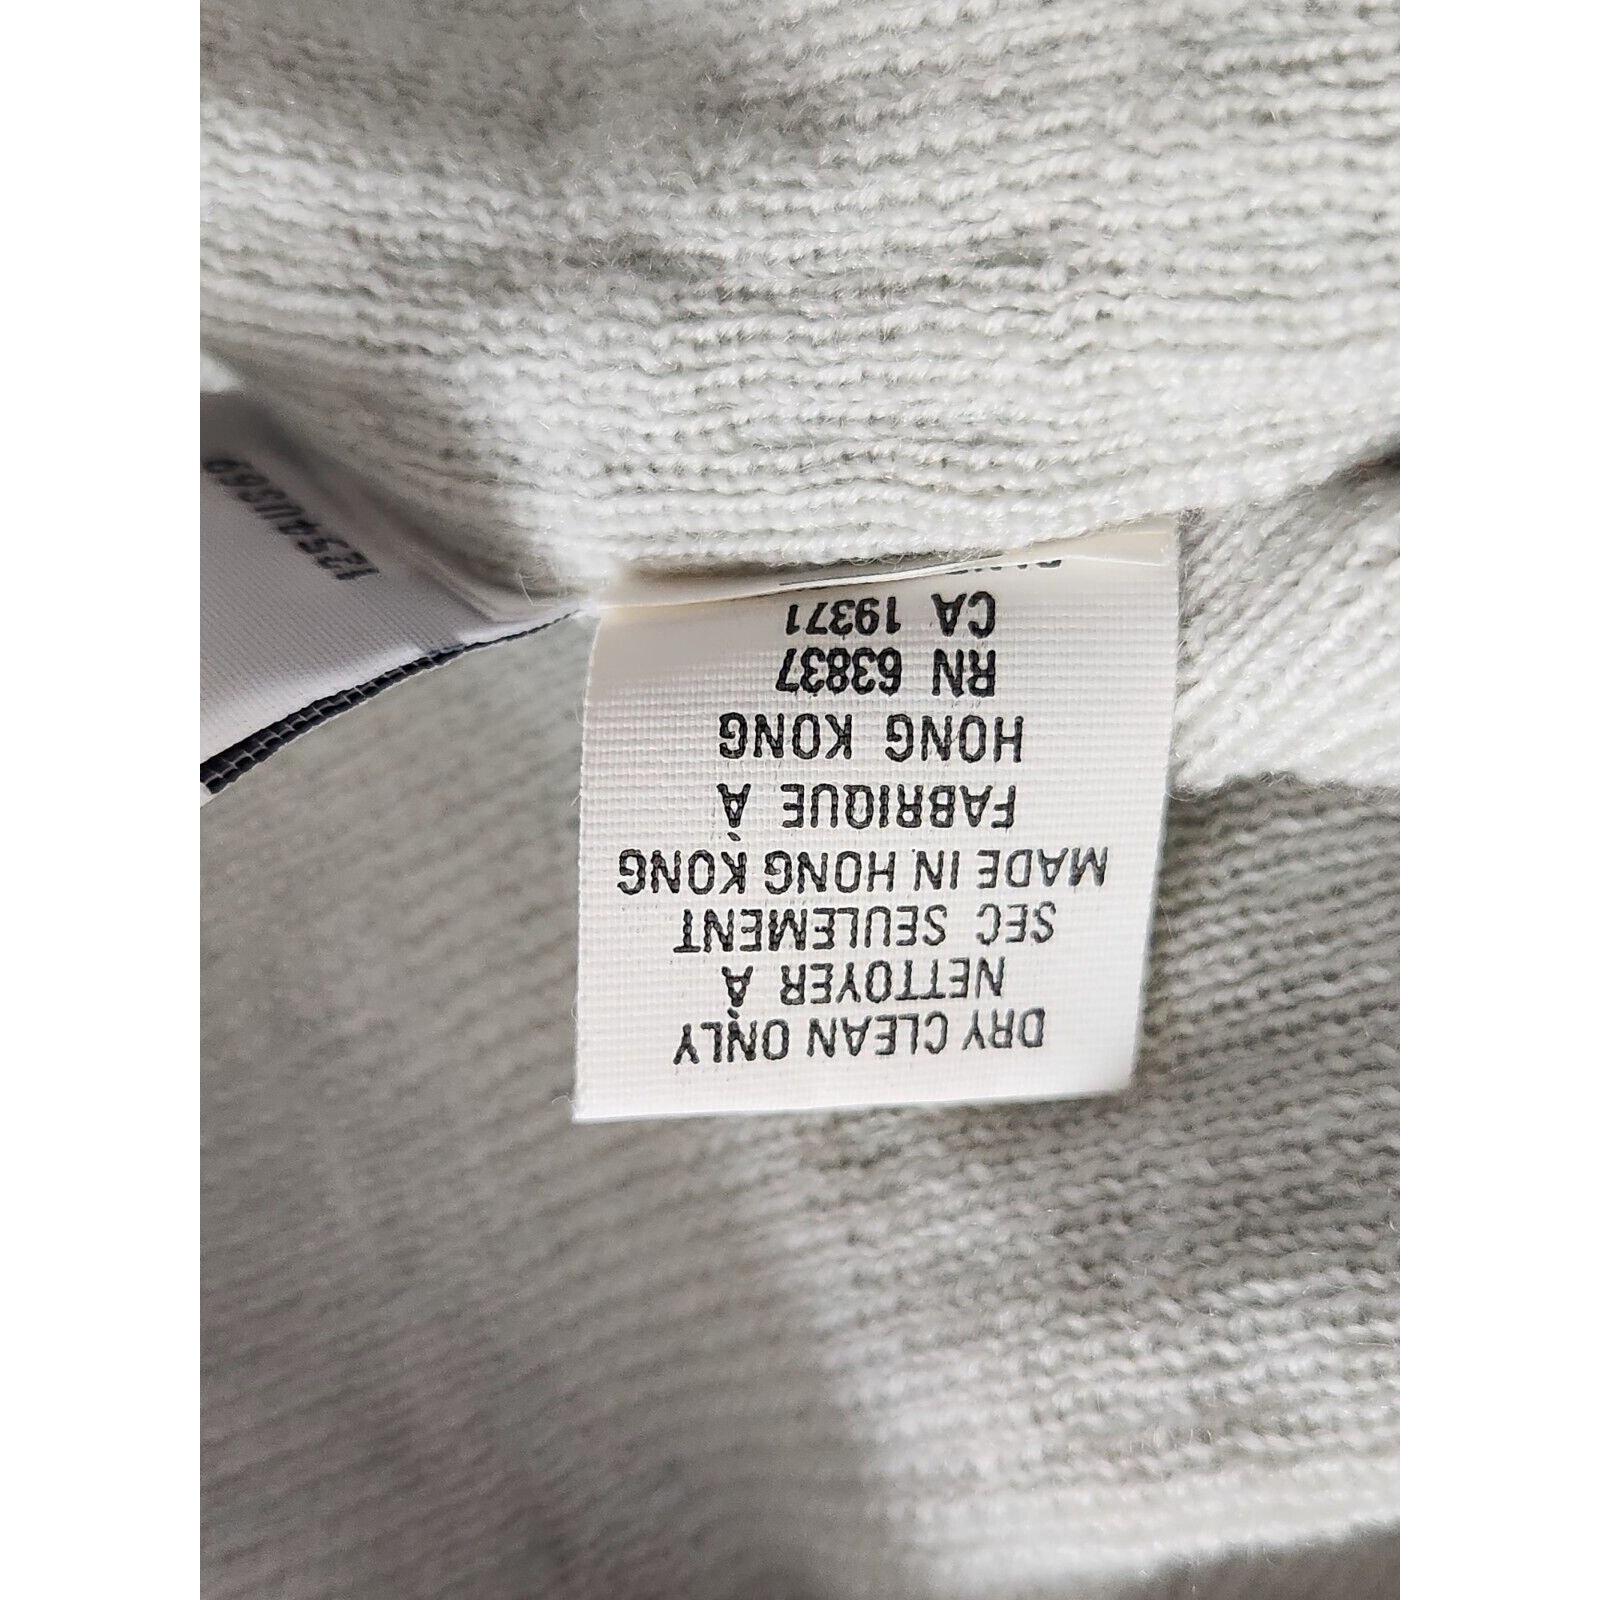 DRY CLEAN ONLY
NETTOYER À
SEC SEULEMENT
MADE IN HONG KONG
FABRIQUE À
HONG KONG
RN 63837
CA 19371